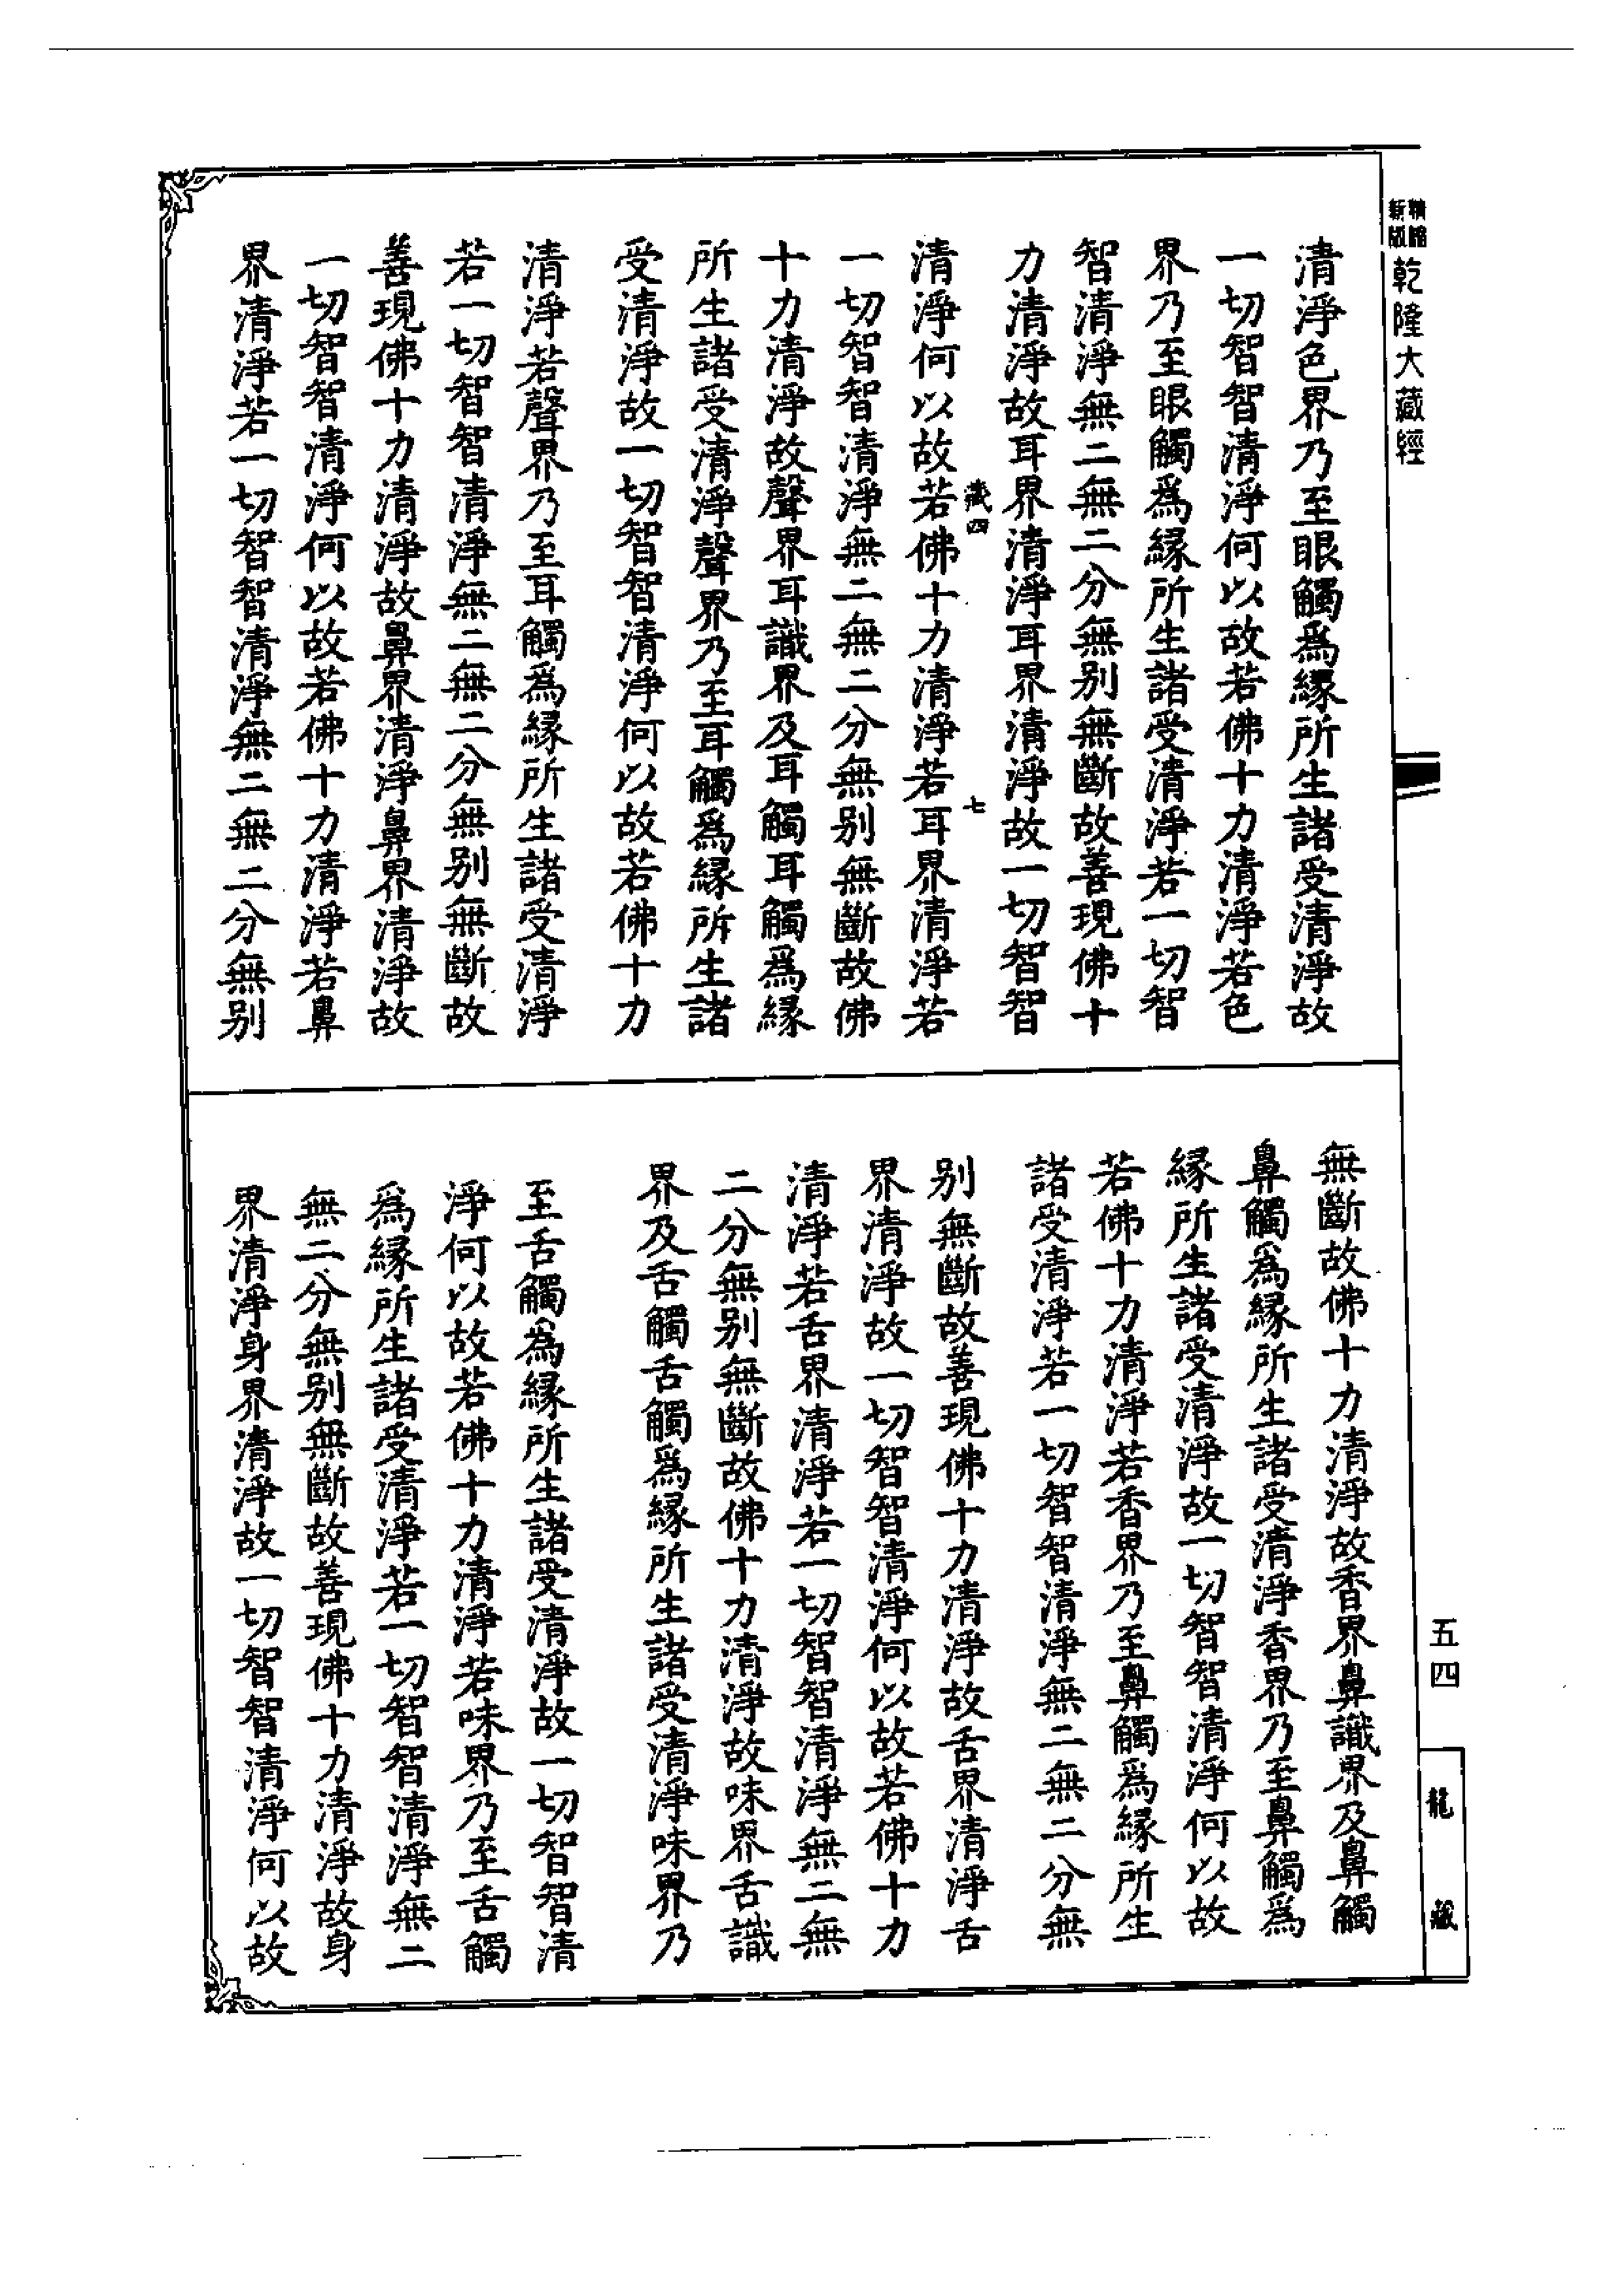 精縮
新版
乾隆大藏經
清淨色界乃至眼觸爲緣所生諸受清淨故
一切智智清淨何以故若佛十力清淨若色
界乃至眼觸爲緣所生諸受清淨若一切智
智清淨無二無二分無別無斷故善現佛十
力清淨故耳界清淨耳界清淨故一切智智
藏四
七
清淨何以故若佛十力清淨若耳界清淨若
一切智智清淨無二無二分無別無斷故佛
十力清淨故聲界耳識界及耳觸耳觸爲緣
所生諸受清淨聲界乃至耳觸爲緣所生諸
受清淨故一切智智清淨何以故若佛十力
清淨若聲界乃至耳觸爲緣所生諸受清淨
若一切智智清淨無二無二分無別無斷故
善現佛十力清淨故鼻界清淨鼻界清淨故
一切智智清淨何以故若佛十力清淨若鼻
界清淨若一切智智清淨無二無二分無別
無斷故佛十力清淨故香界鼻識界及鼻觸
鼻觸爲緣所生諸受清淨香界乃至鼻觸爲
緣所生諸受清淨故一切智智清淨何以故
若佛十力清淨若香界乃至鼻觸爲緣所生
諸受清淨若一切智智清淨無二無二分無
別無斷故善現佛十力清淨故舌界清淨舌
界清淨故一切智智清淨何以故若佛十力
清淨若舌界清淨若一切智智清淨無二無
二分無別無斷故佛十力清淨故味界舌識
界及舌觸舌觸爲緣所生諸受清淨味界乃
至舌觸爲緣所生諸受清淨故一切智智清
淨何以故若佛十力清淨若味界乃至舌觸
爲緣所生諸受清淨若一切智智清淨無二
無二分無別無斷故善現佛十力清淨故身
界清淨身界清淨故一切智智清淨何以故
五四
龍藏